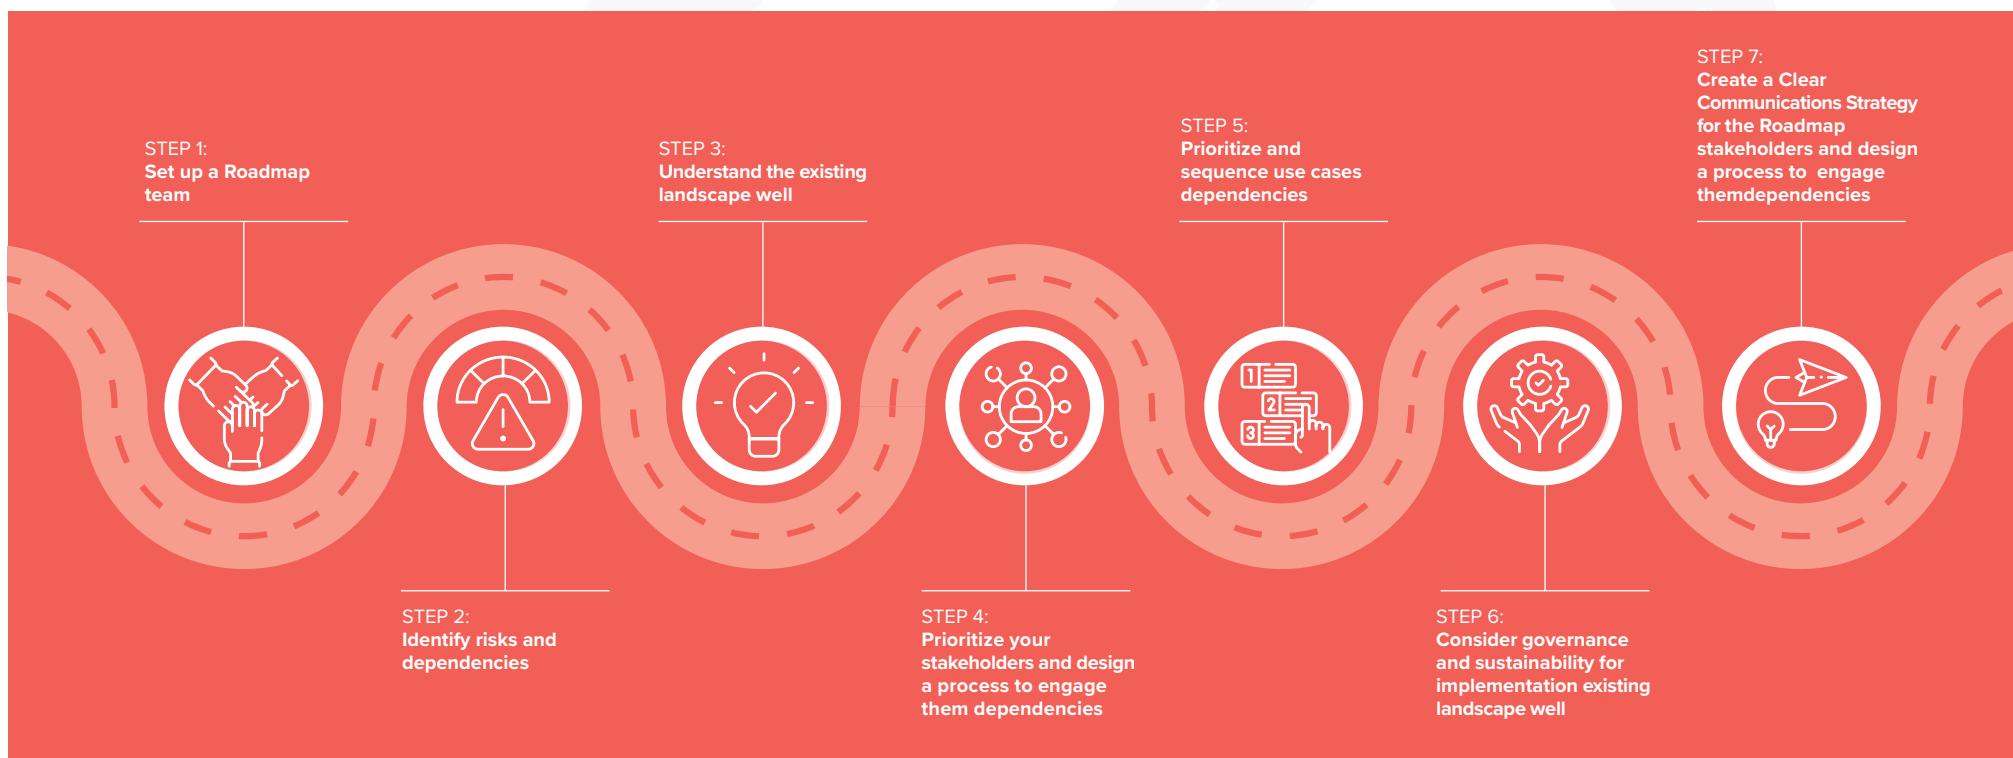 STEP 1:
Set up a Roadmap
team
STEP 2:
Identify risks and
dependencies
STEP 3:
Understand the existing
landscape well
STEP 4:
Prioritize your
stakeholders and design
a process to engage
them dependencies
STEP 5:
Prioritize and
sequence use cases
dependencies
STEP 6:
Consider governance
and sustainability for
implementation existing
landscape well
STEP 7:
Create a Clear
Communications Strategy
for the Roadmap
stakeholders and design
a process to engage
themdependencies
1
2
3